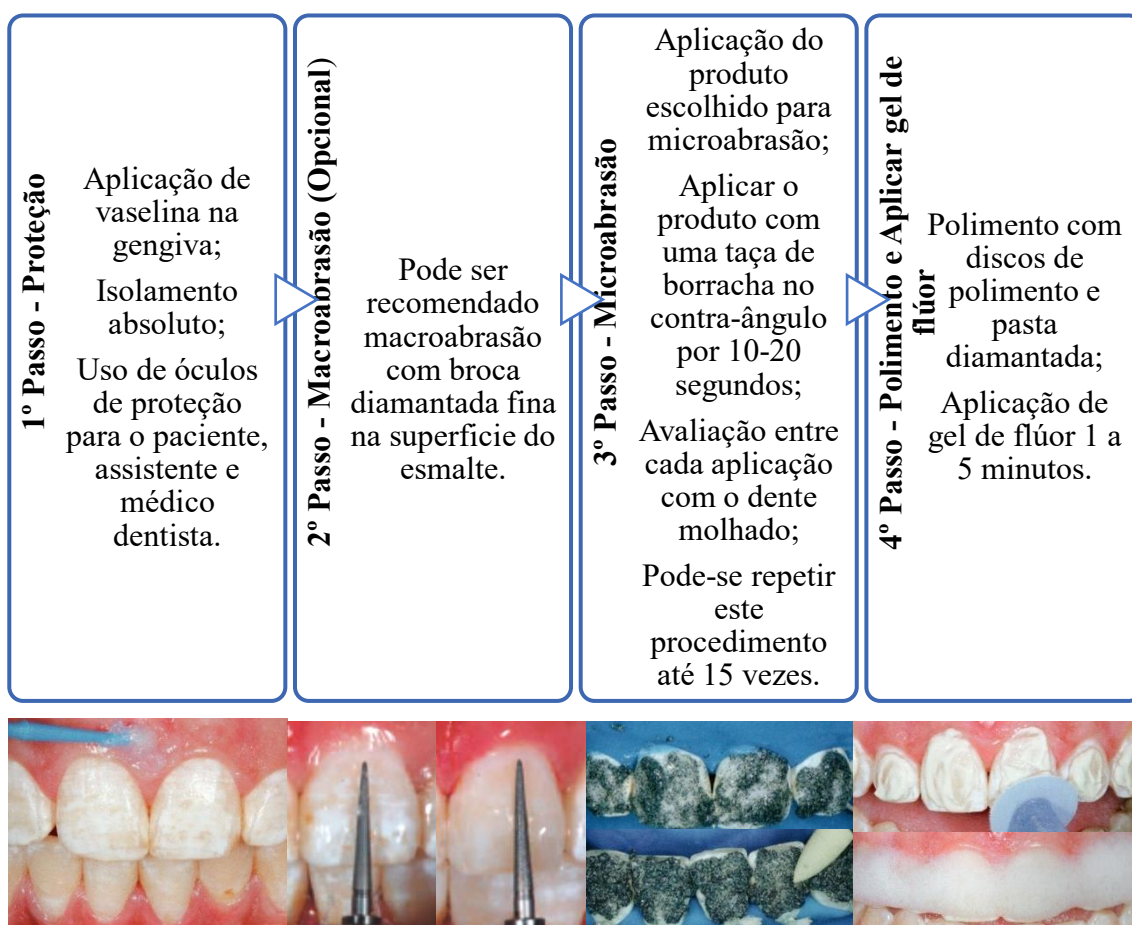 1º Passo - Proteção
Aplicação de
vaselina na
gengiva;
Isolamento
absoluto;
Uso de óculos
de proteção
para o paciente,
assistente e
médico
dentista.
2º Passo - Macroabrasão (Opcional)
Pode ser
recomendado
macroabrasão
com broca
diamantada fina
na superficie do
esmalte.
3º Passo - Microabrasão
Aplicação do
produto
escolhido para
microabrasão;
Aplicar o
produto com
uma taça de
borracha no
contra-ângulo
por 10-20
segundos;
Avaliação entre
cada aplicação
com o dente
molhado;
Pode-se repetir
este
procedimento
até 15 vezes.
4º Passo - Polimento e Aplicar gel de
flúor
Polimento com
discos de
polimento e
pasta
diamantada;
Aplicação de
gel de flúor 1 a
5 minutos.